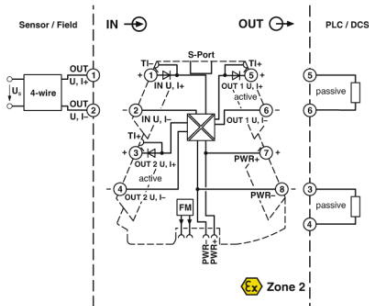 Sensor / Field
IN
OUT
PLC / DCS
S-Port
OUT
U, I+
TI–
TI+
1
+
1
5
+
5
4-wire
IN U, I+
OUT 1 U, I+
active
passive
OUT
U, I–
2
–
2
IN U, I–
OUT 1 U, I–
6
–
6
TI+
+
3
OUT 2 U, I+
PWR+
7
+
active
–
4
OUT 2 U, I–
PWR–
8
–
3
passive
4
FM
PWR–
PWR+
Ex
Zone 2